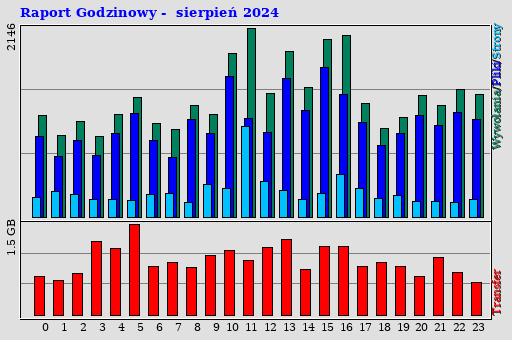 Raport Godzinowy -  sierpień 2024
2146
Wywołania/Pliki/Strony
1.5 GB
Transfer
0 1 2 3 4 5 6 7 8 9 10 11 12 13 14 15 16 17 18 19 20 21 22 23